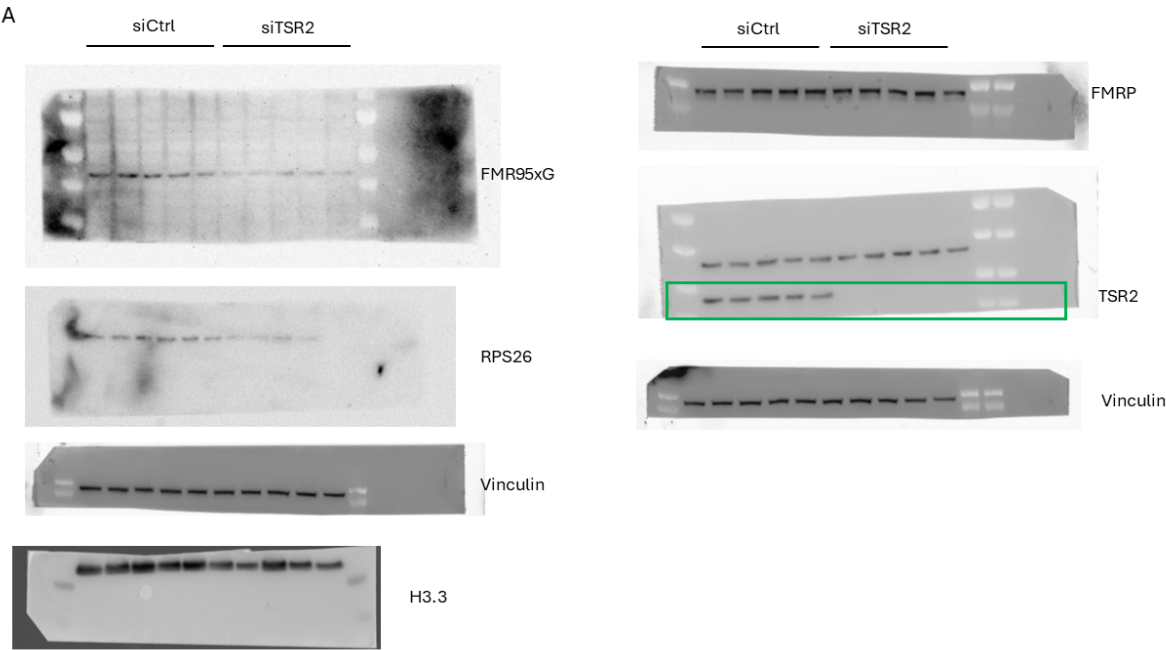 A
siCtrl siTSR2
FMR95xG
RPS26
Vinculin
H3.3
siCtrl siTSR2
FMRP
TSR2
Vinculin